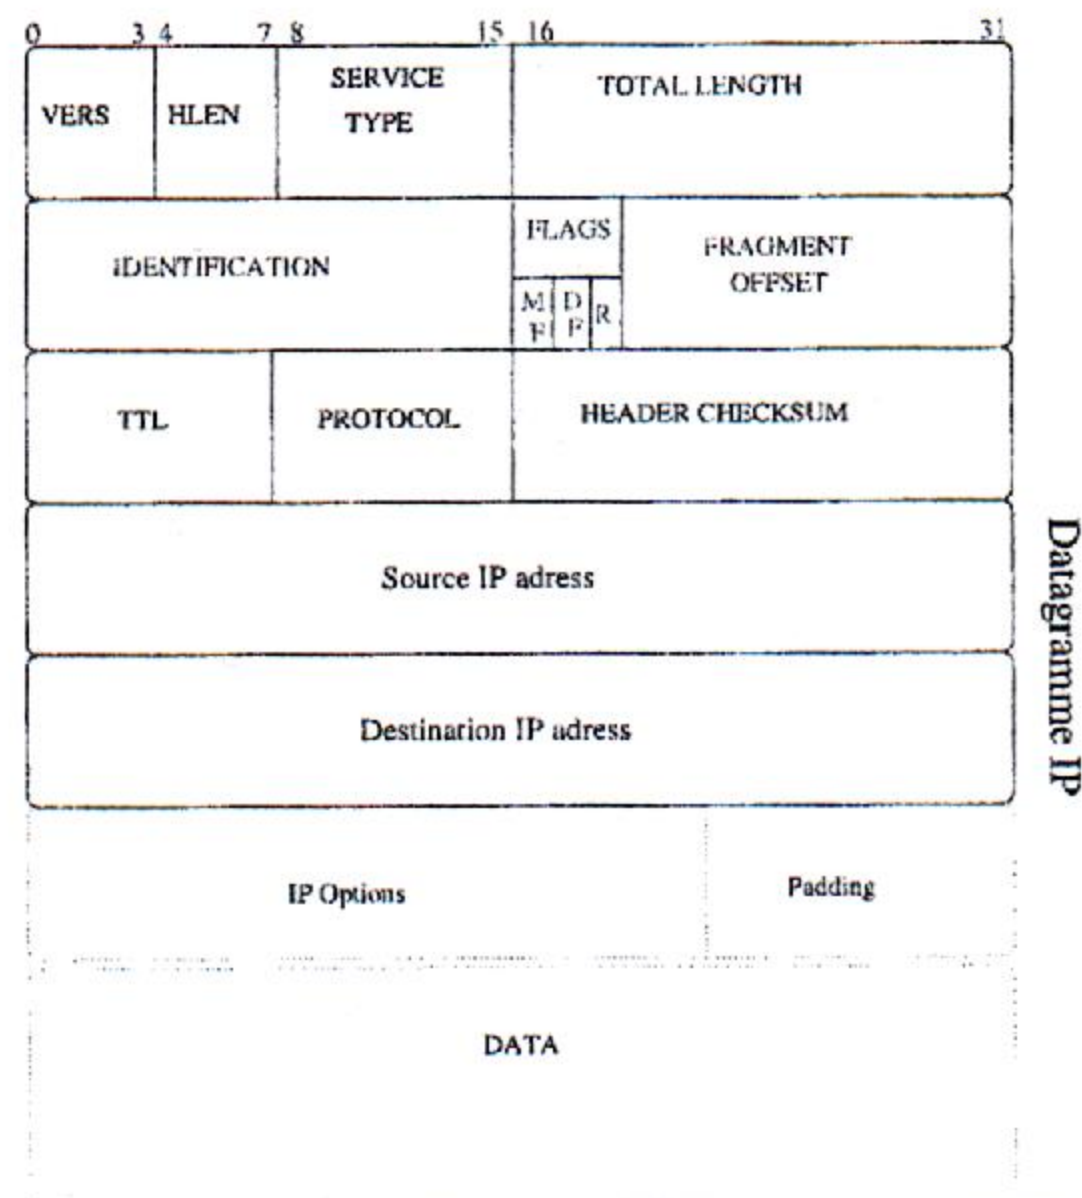 0 3 4 7 8 15 16 31
VERS
HLEN
SERVICE
TYPE
TOTAL LENGTH
IDENTIFICATION
FLAGS
M
F
D
F
R
FRAGMENT
OFFSET
TTL
PROTOCOL
HEADER CHECKSUM
Source IP adress
Destination IP adress
IP Options
Padding
DATA
Datagramme IP